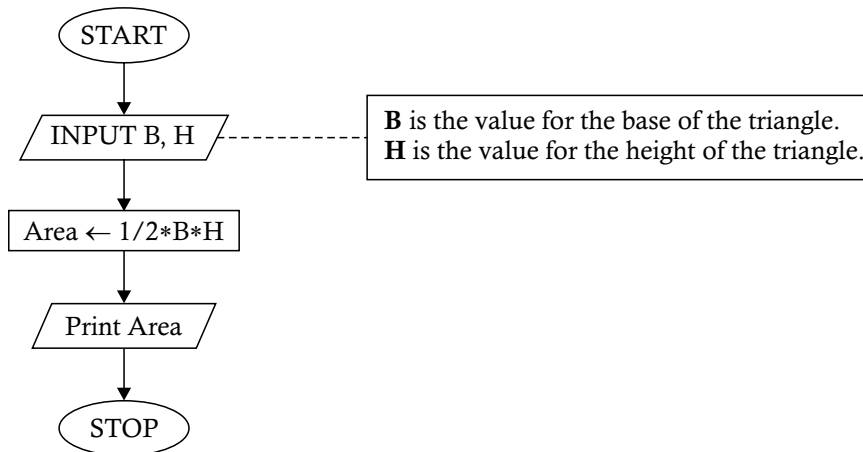 START
INPUT B, H
B is the value for the base of the triangle.
H is the value for the height of the triangle.
Area ← 1/2*B*H
Print Area
STOP